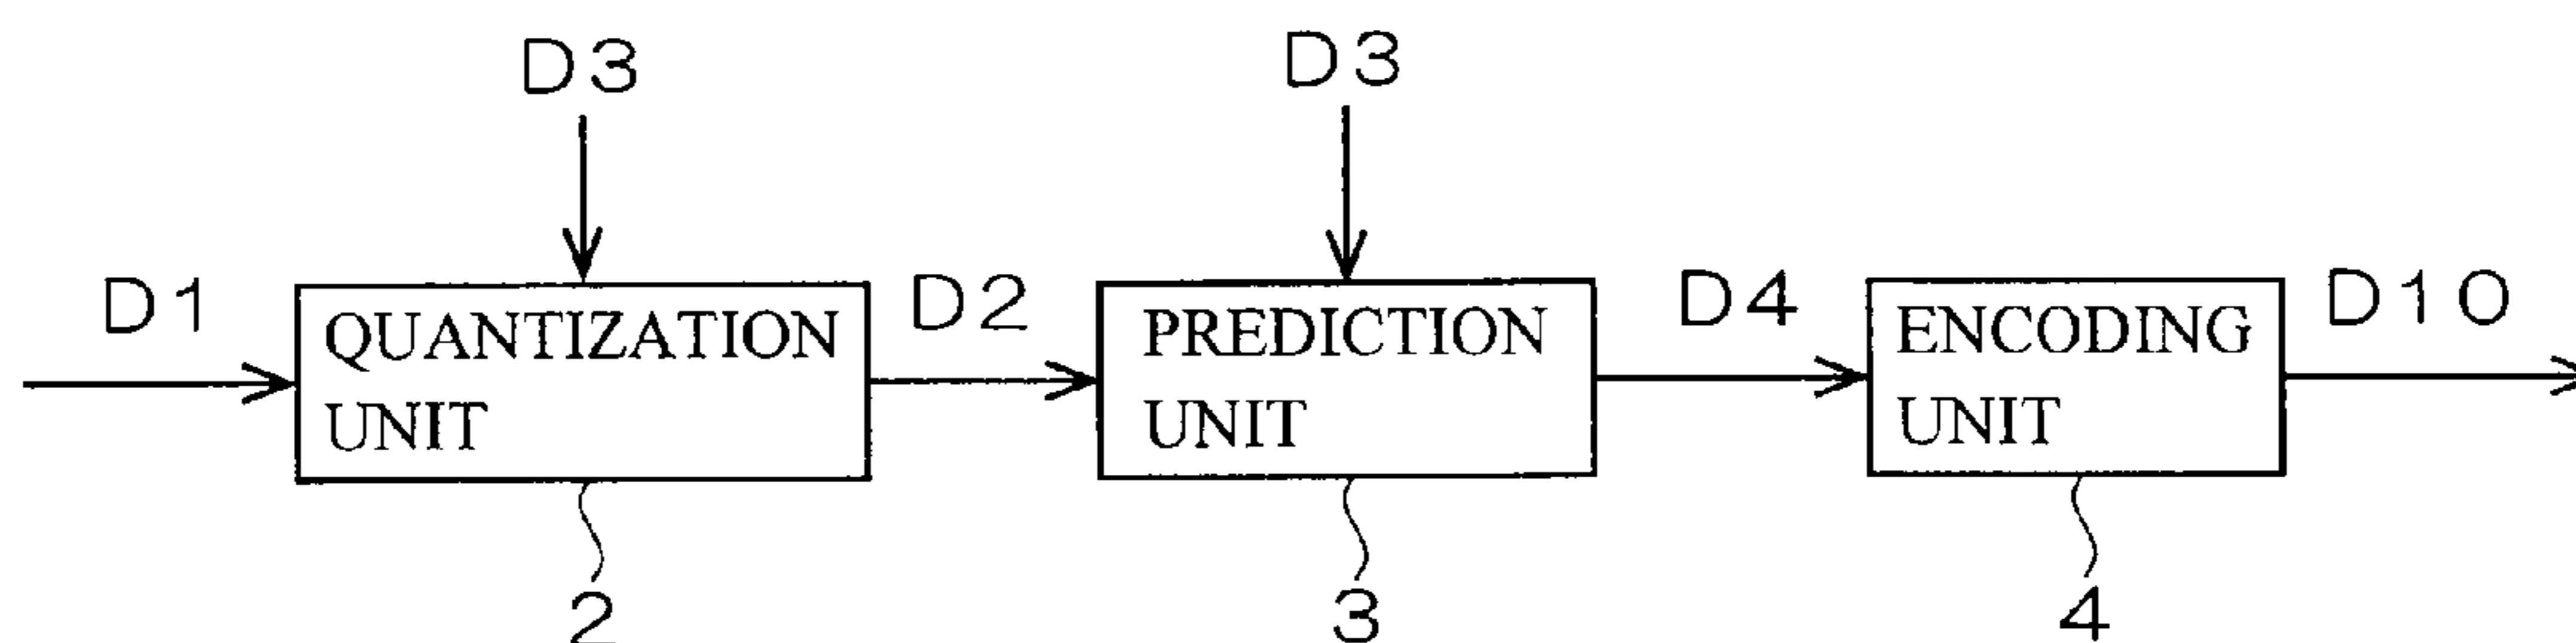 D3
D3
D1
QUANTIZATION
UNIT
D2
PREDICTION
UNIT
D4
ENCODING
UNIT
D10
2
3
4